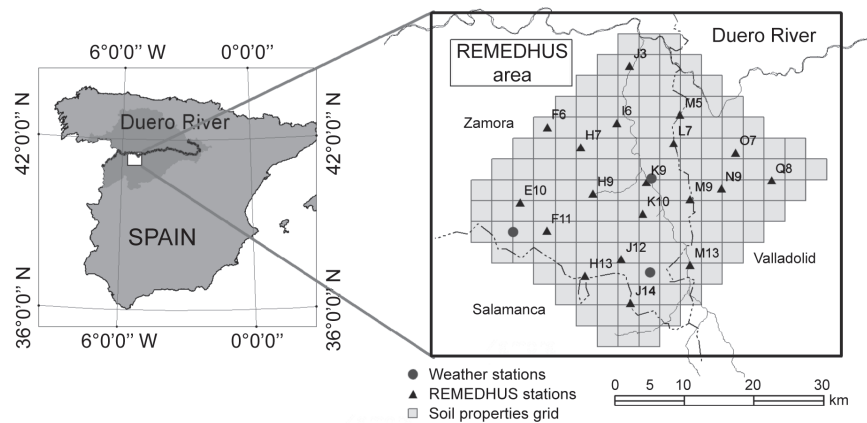 6°0'0'' W
0°0'0''
42°0'0'' N
42°0'0'' N
36°0'0'' N
36°0'0'' N
Duero River
SPAIN
6°0'0'' W
0°0'0''
REMEDHUS
area
Duero River
Zamora
Valladolid
Salamanca
J3
M5
F6
I6
L7
H7
O7
K9
Q8
H9
M9
N9
E10
K10
F11
J12
M13
H13
J14
Weather stations
REMEDHUS stations
Soil properties grid
0 5 10 20 30
km